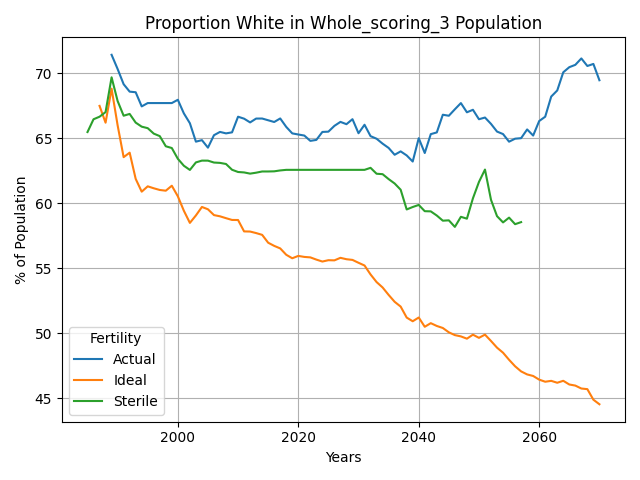 Proportion White in Whole_scoring_3 Population
% of Population
70
65
60
55
50
45
Fertility
Actual
Ideal
Sterile
2000
2020
2040
2060
Years